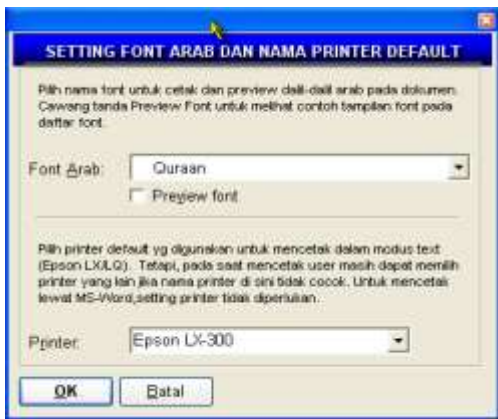 SETTING FONT ARAB DAN NAMA PRINTER DEFAULT
Pilih nama font untuk cetak dan preview dalil-dalil arab pada dokumen.
Cawang tanda Preview Font untuk melihat contoh tampilan font pada
daftar font.
Font Arab: Quraan
Preview font
Pilih printer default yg digunakan untuk mencetak dalam modus text
(Epson LX/LQ). Tetapi, pada saat mencetak user masih dapat memilih
printer yang lain jika nama printer di sini tidak cocok. Untuk mencetak
lewat MS-Word,setting printer tidak diperlukan.
Printer: Epson LX-300
OK Batal